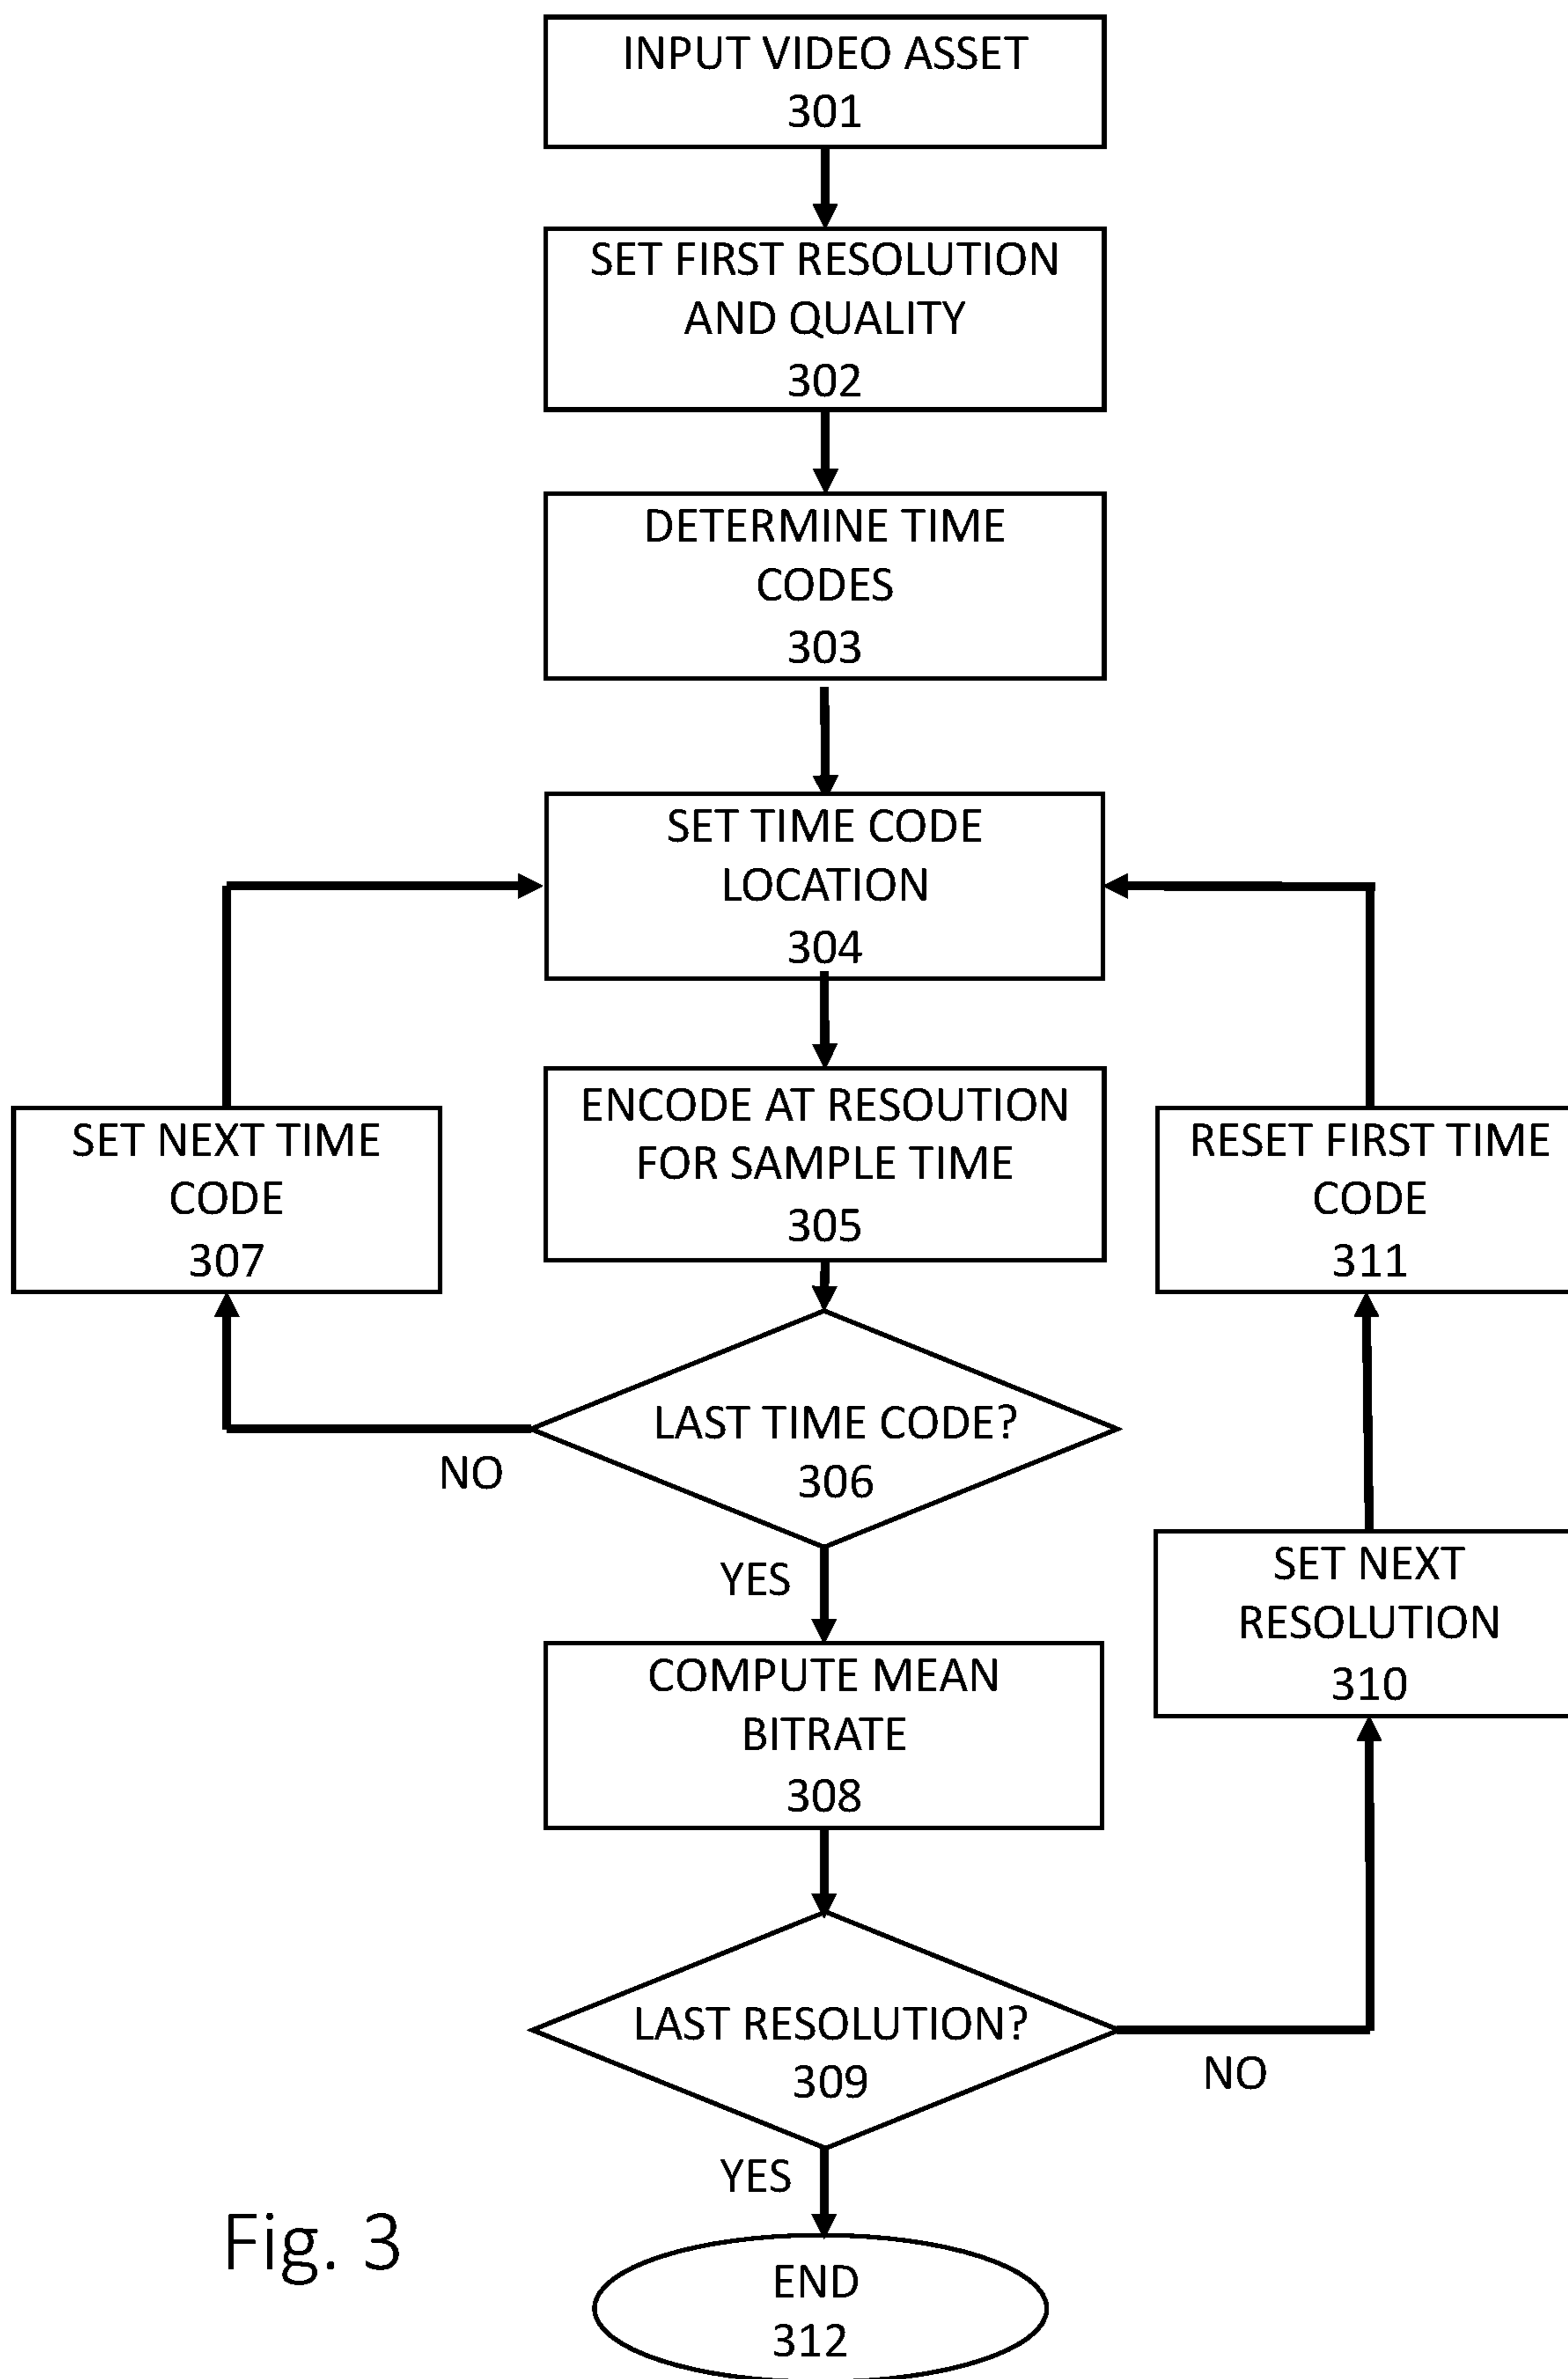 INPUT VIDEO ASSET
301
SET FIRST RESOLUTION
AND QUALITY
302
DETERMINE TIME
CODES
303
SET TIME CODE
LOCATION
304
ENCODE AT RESOUTION
FOR SAMPLE TIME
305
SET NEXT TIME
CODE
307
RESET FIRST TIME
CODE
311
LAST TIME CODE?
306
NO
YES
SET NEXT
RESOLUTION
310
COMPUTE MEAN
BITRATE
308
LAST RESOLUTION?
309
NO
YES
Fig. 3
END
312